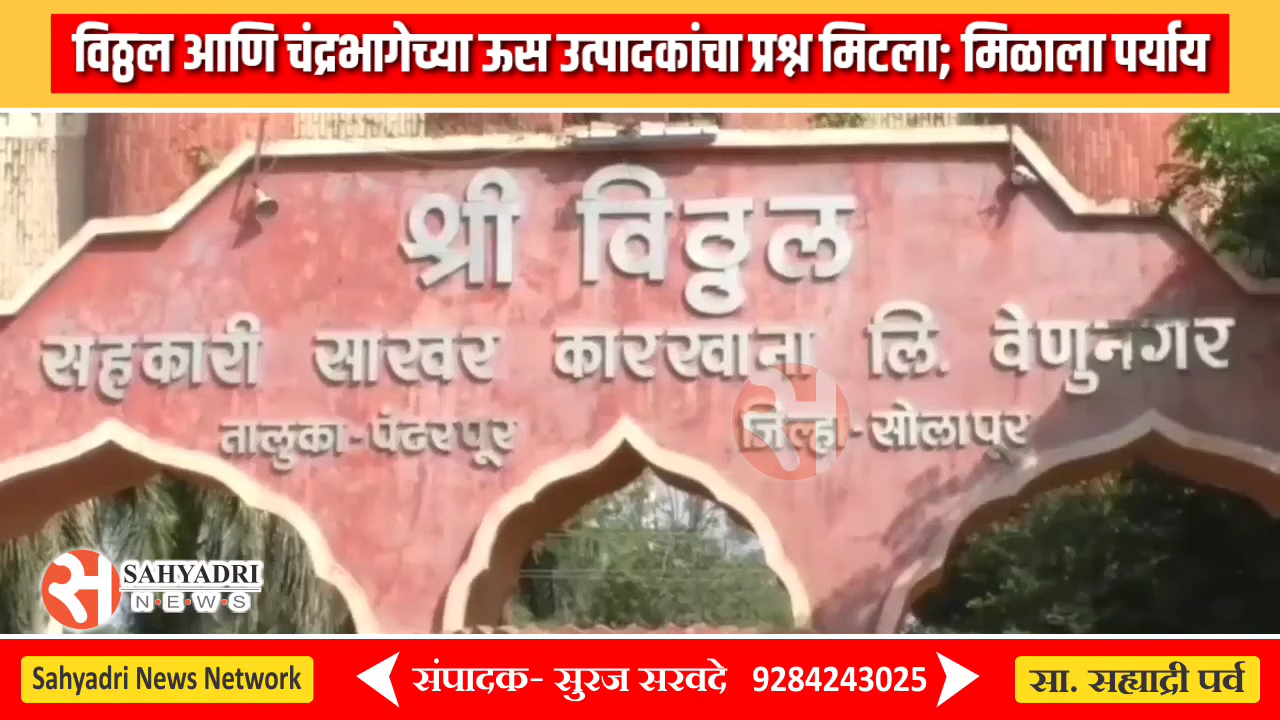 विठ्ठल आणि चंद्रभागेच्या ऊस उत्पादकांचा प्रश्न मिटला; मिळाला पर्याय
श्री विठ्ठल
सहकारी साखर कारखाना लि. वेणुनगर
तालुका-पंढरपूर जिल्हा-सोलापूर
स
स SAHYADRI
NEWS
Sahyadri News Network संपादक- सुरज सरवदे 9284243025 सा. सह्याद्री पर्व